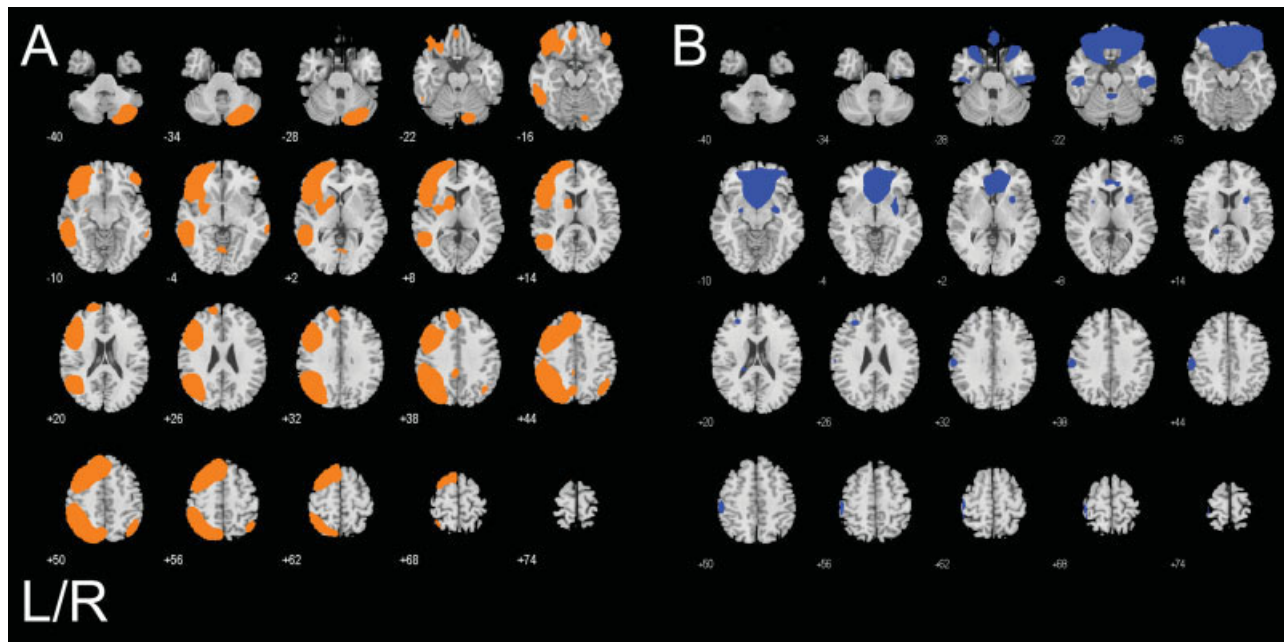 A B
-40 -34 -28 -22 -16 -40 -34 -28 -22 -16
-10 -4 +2 +8 +14 -10 -4 +2 +8 +14
+20 +26 +32 +38 +44 +20 +26 +32 +38 +44
+50 +56 +62 +68 +74 +50 +56 +62 +68 +74
L/R